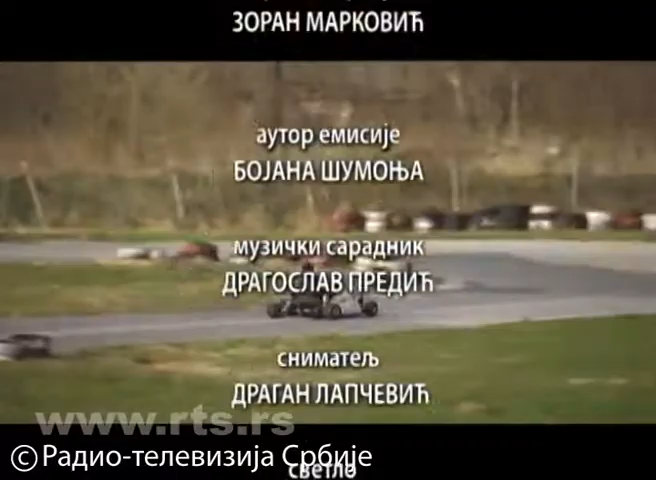 ЗОРАН МАРКОВИЋ
аутор емисије
БОЈАНА ШУМОЊА
музички сарадник
ДРАГОСЛАВ ПРЕДИЋ
сниматељ
ДРАГАН ЛАПЧЕВИЋ
www.rts.rs
©Радио-телевизија Србије
светло